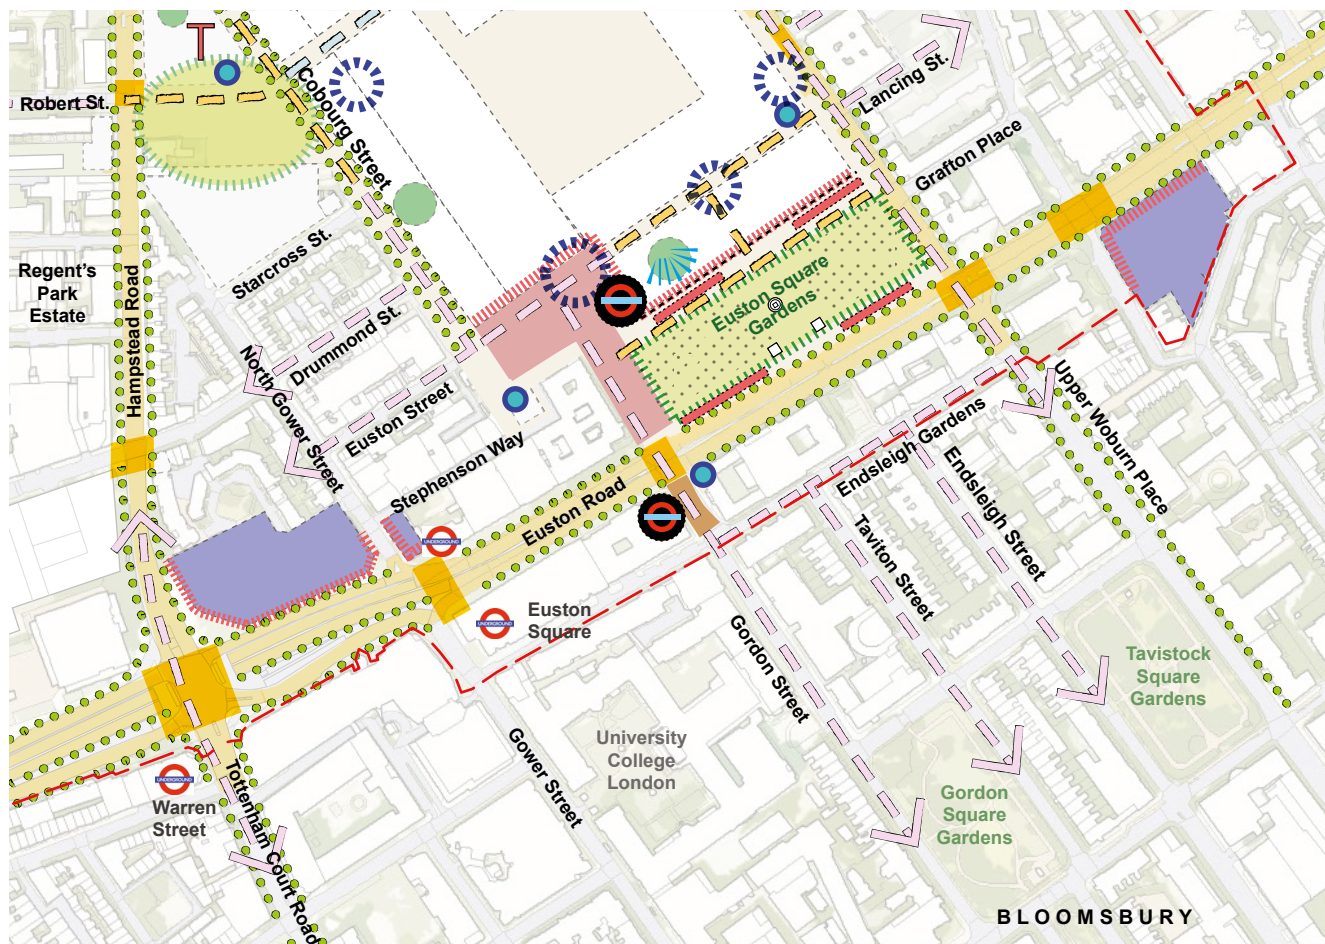 T
Robert St.
Cobourg Street
Lancing St.
Grafton Place
Regent's
Park
Estate
Hampstead Road
Starcross St.
Drummond St.
North Gower Street
Euston Street
Stephenson Way
Euston Square
Gardens
Euston Road
Endsleigh Gardens
Upper Woburn Place
Endsleigh Street
Taviton Street
UNDERGROUND
UNDERGROUND
Euston
Square
Gordon Street
Tavistock
Square
Gardens
University
College
London
Gower Street
UNDERGROUND
Warren
Street
Tottenham Court Road
Gordon
Square
Gardens
BLOOMSBURY